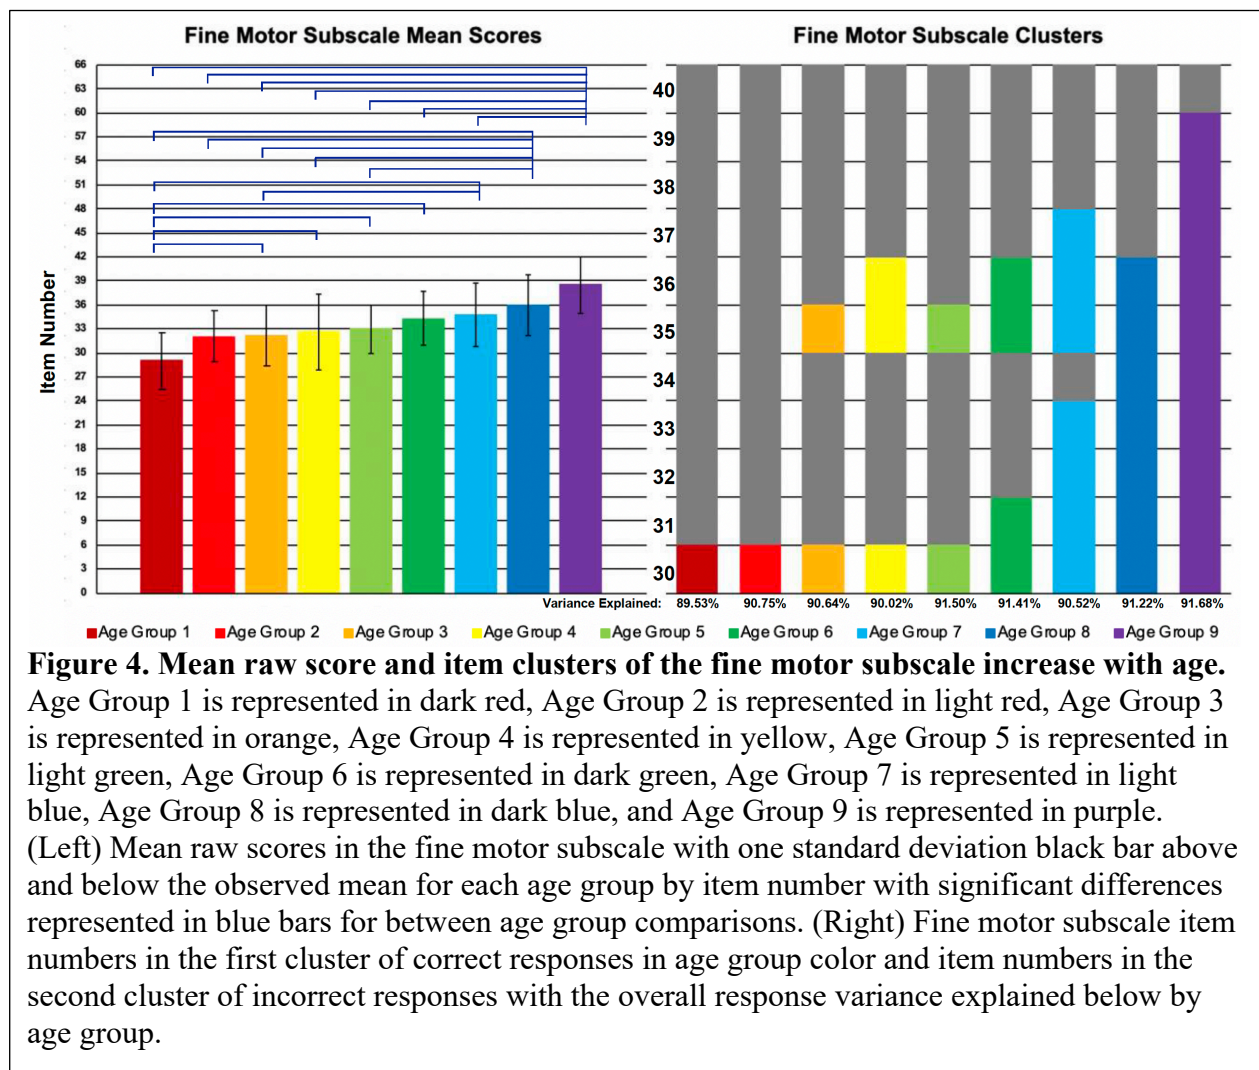 Fine Motor Subscale Mean Scores
Fine Motor Subscale Clusters
Item Number
66
63
60
57
54
51
48
45
42
39
36
33
30
27
24
21
18
15
12
9
6
3
0
40
39
38
37
36
35
34
33
32
31
30
Variance Explained: 89.53% 90.75% 90.64% 90.02% 91.50% 91.41% 90.52% 91.22% 91.68%
Age Group 1 Age Group 2 Age Group 3 Age Group 4 Age Group 5 Age Group 6 Age Group 7 Age Group 8 Age Group 9
Figure 4. Mean raw score and item clusters of the fine motor subscale increase with age.
Age Group 1 is represented in dark red, Age Group 2 is represented in light red, Age Group 3
is represented in orange, Age Group 4 is represented in yellow, Age Group 5 is represented in
light green, Age Group 6 is represented in dark green, Age Group 7 is represented in light
blue, Age Group 8 is represented in dark blue, and Age Group 9 is represented in purple.
(Left) Mean raw scores in the fine motor subscale with one standard deviation black bar above
and below the observed mean for each age group by item number with significant differences
represented in blue bars for between age group comparisons. (Right) Fine motor subscale item
numbers in the first cluster of correct responses in age group color and item numbers in the
second cluster of incorrect responses with the overall response variance explained below by
age group.